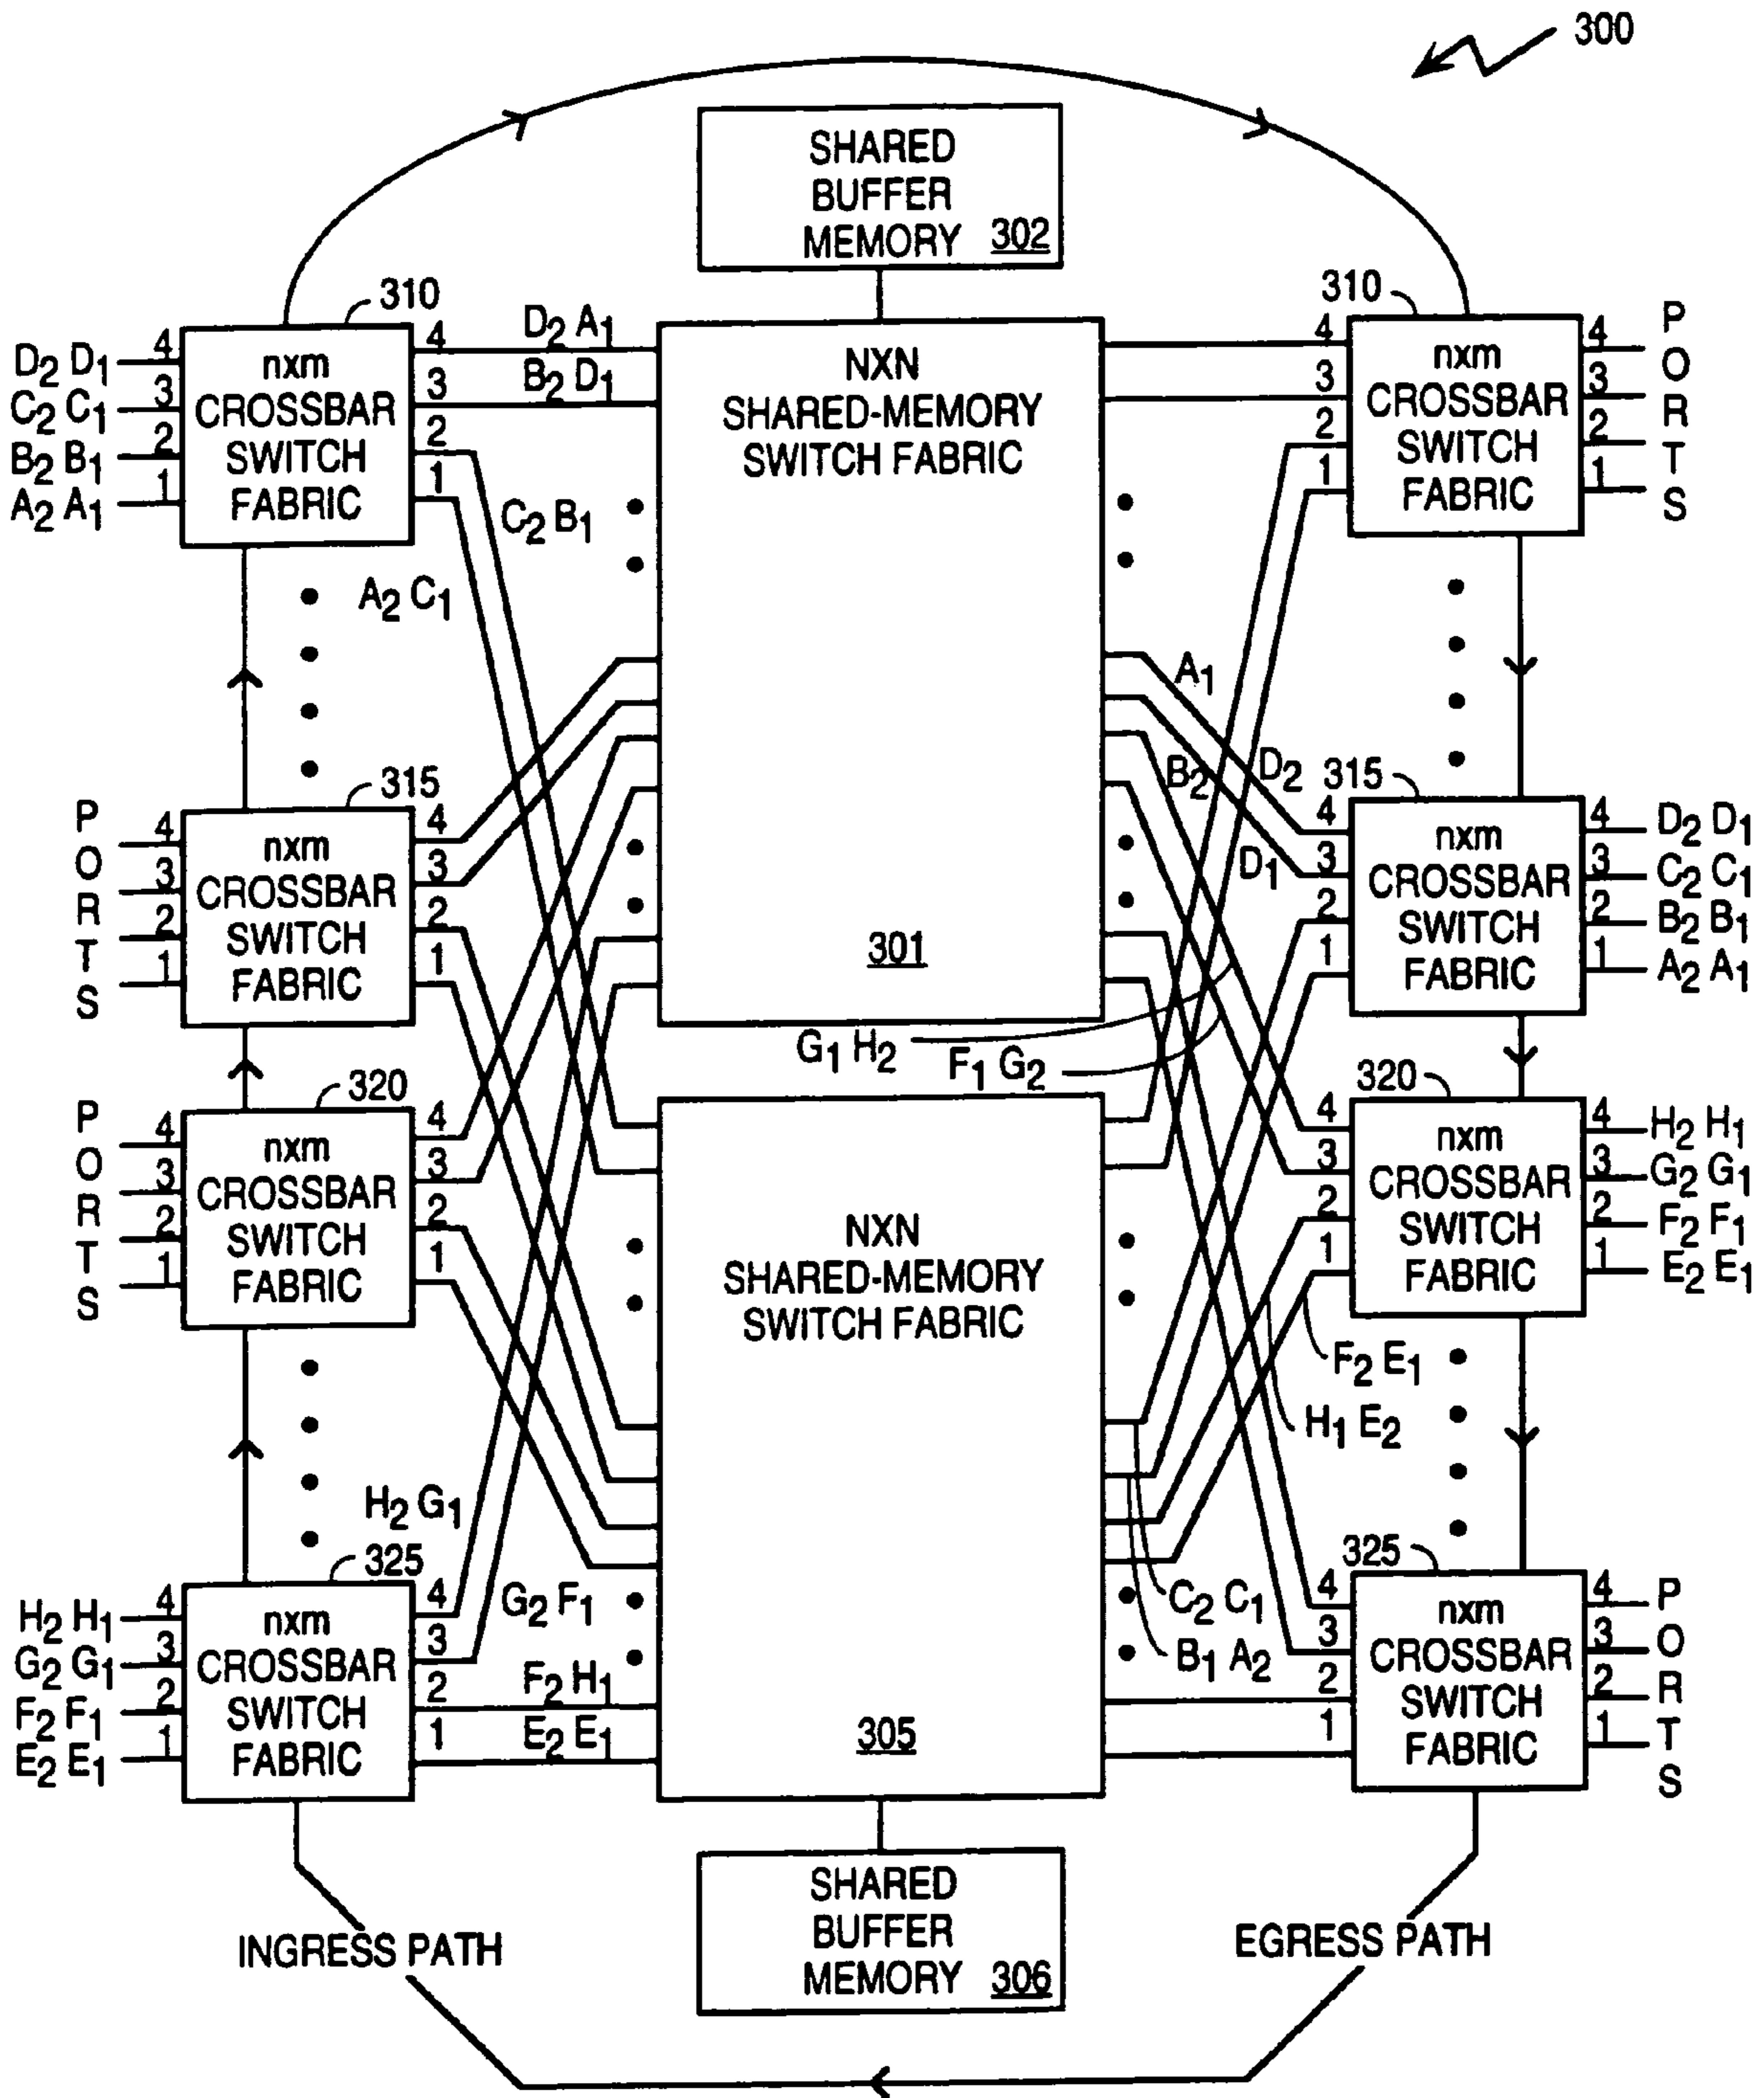 300
SHARED
BUFFER
MEMORY 302
310
4
3
2
1
D2 D1
C2 C1
B2 B1
A2 A1
nxm
CROSSBAR
SWITCH
FABRIC
4
3
2
1
D2 A1
B2 D1
C2 B1
A2 C1
NXN
SHARED-MEMORY
SWITCH FABRIC
301
310
4
3
2
1
nxm
CROSSBAR
SWITCH
FABRIC
4
3
2
1
PORTS
315
PORTS
4
3
2
1
nxm
CROSSBAR
SWITCH
FABRIC
4
3
2
1
A1
D2
B2
D1
315
4
3
2
1
nxm
CROSSBAR
SWITCH
FABRIC
4
3
2
1
D2 D1
C2 C1
B2 B1
A2 A1
G1 H2
F1 G2
320
PORTS
4
3
2
1
nxm
CROSSBAR
SWITCH
FABRIC
4
3
2
1
NXN
SHARED-MEMORY
SWITCH FABRIC
305
320
4
3
2
1
nxm
CROSSBAR
SWITCH
FABRIC
4
3
2
1
H2 H1
G2 G1
F2 F1
E2 E1
F2 E1
H1 E2
C2 C1
B1 A2
325
H2 H1
G2 G1
F2 F1
E2 E1
4
3
2
1
nxm
CROSSBAR
SWITCH
FABRIC
4
3
2
1
H2 G1
G2 F1
F2 H1
E2 E1
325
4
3
2
1
nxm
CROSSBAR
SWITCH
FABRIC
4
3
2
1
PORTS
SHARED
BUFFER
MEMORY 306
INGRESS PATH
EGRESS PATH